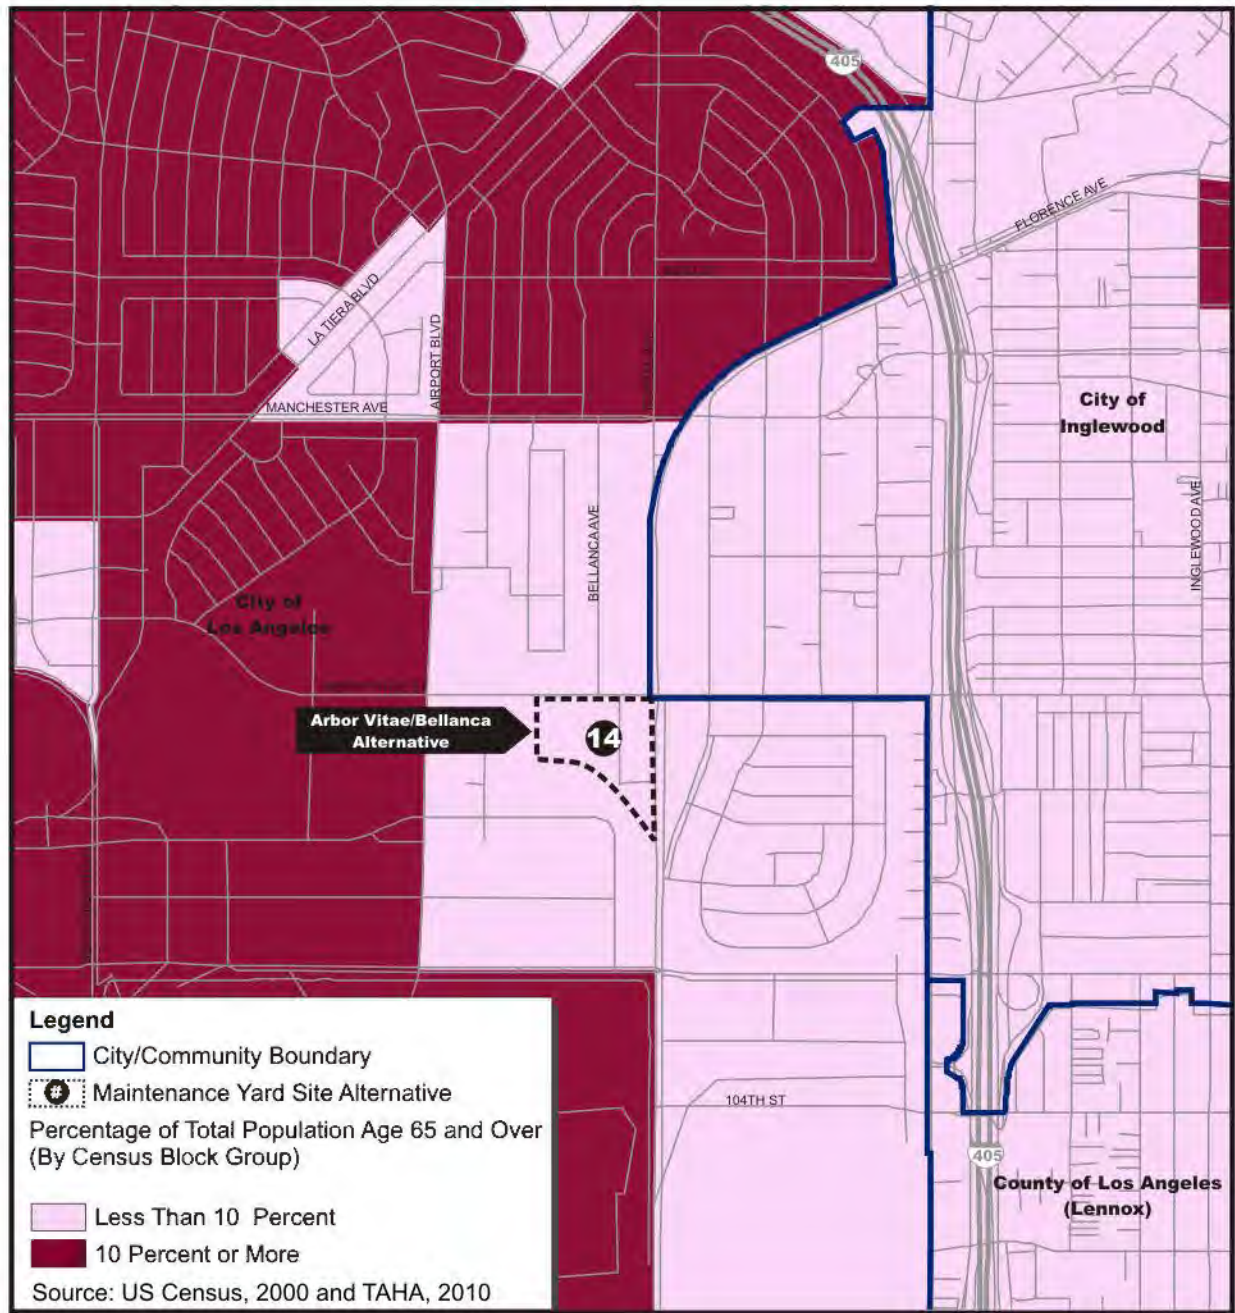 405
FLORENCE AVE
LA TIERA BLVD
AIRPORT BLVD
MANCHESTER AVE
City of
Inglewood
INGLEWOOD AVE
BELLANCA AVE
City of
Los Angeles
Arbor Vitae/Bellanca
Alternative
14
104TH ST
405
County of Los Angeles
(Lennox)
Legend
City/Community Boundary
# Maintenance Yard Site Alternative
Percentage of Total Population Age 65 and Over
(By Census Block Group)
Less Than 10 Percent
10 Percent or More
Source: US Census, 2000 and TAHA, 2010